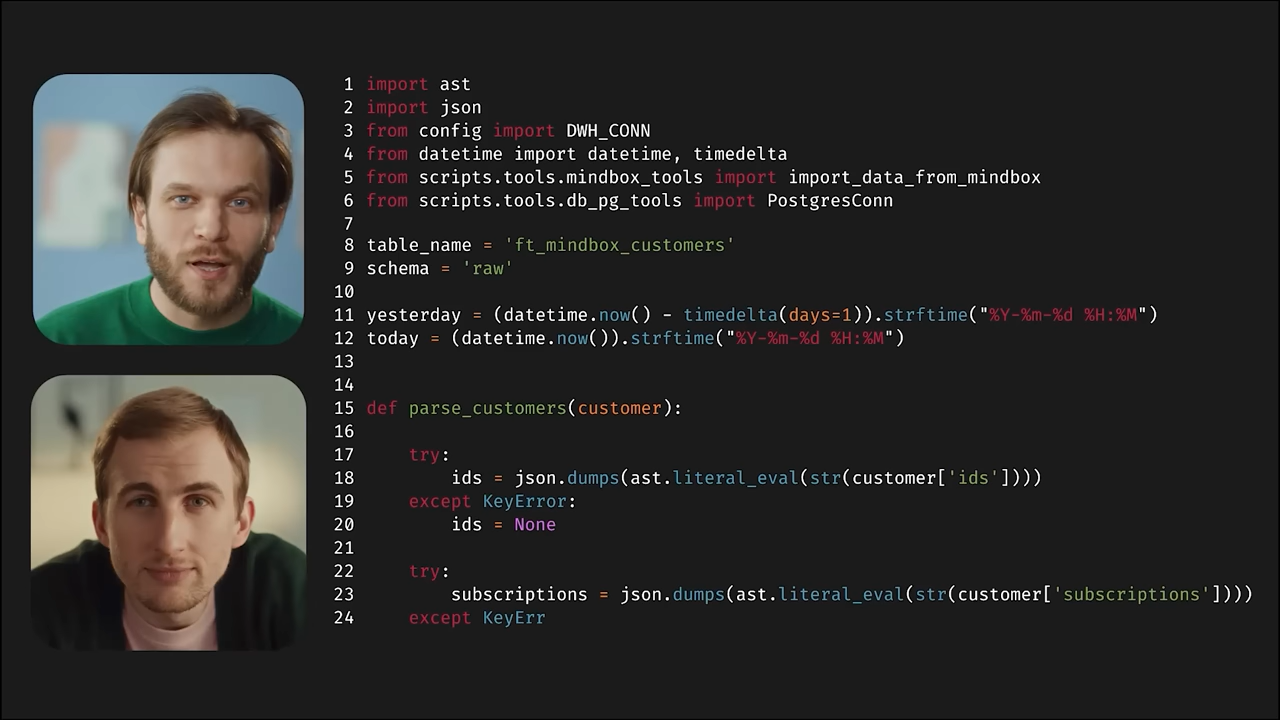 1 import ast
2 import json
3 from config import DWH_CONN
4 from datetime import datetime, timedelta
5 from scripts.tools.mindbox_tools import import_data_from_mindbox
6 from scripts.tools.db_pg_tools import PostgresConn
7
8 table_name = 'ft_mindbox_customers'
9 schema = 'raw'
10
11 yesterday = (datetime.now() - timedelta(days=1)).strftime("%Y-%m-%d %H:%M")
12 today = (datetime.now()).strftime("%Y-%m-%d %H:%M")
13
14
15 def parse_customers(customer):
16
17     try:
18         ids = json.dumps(ast.literal_eval(str(customer['ids'])))
19     except KeyError:
20         ids = None
21
22     try:
23         subscriptions = json.dumps(ast.literal_eval(str(customer['subscriptions'])))
24     except KeyErr